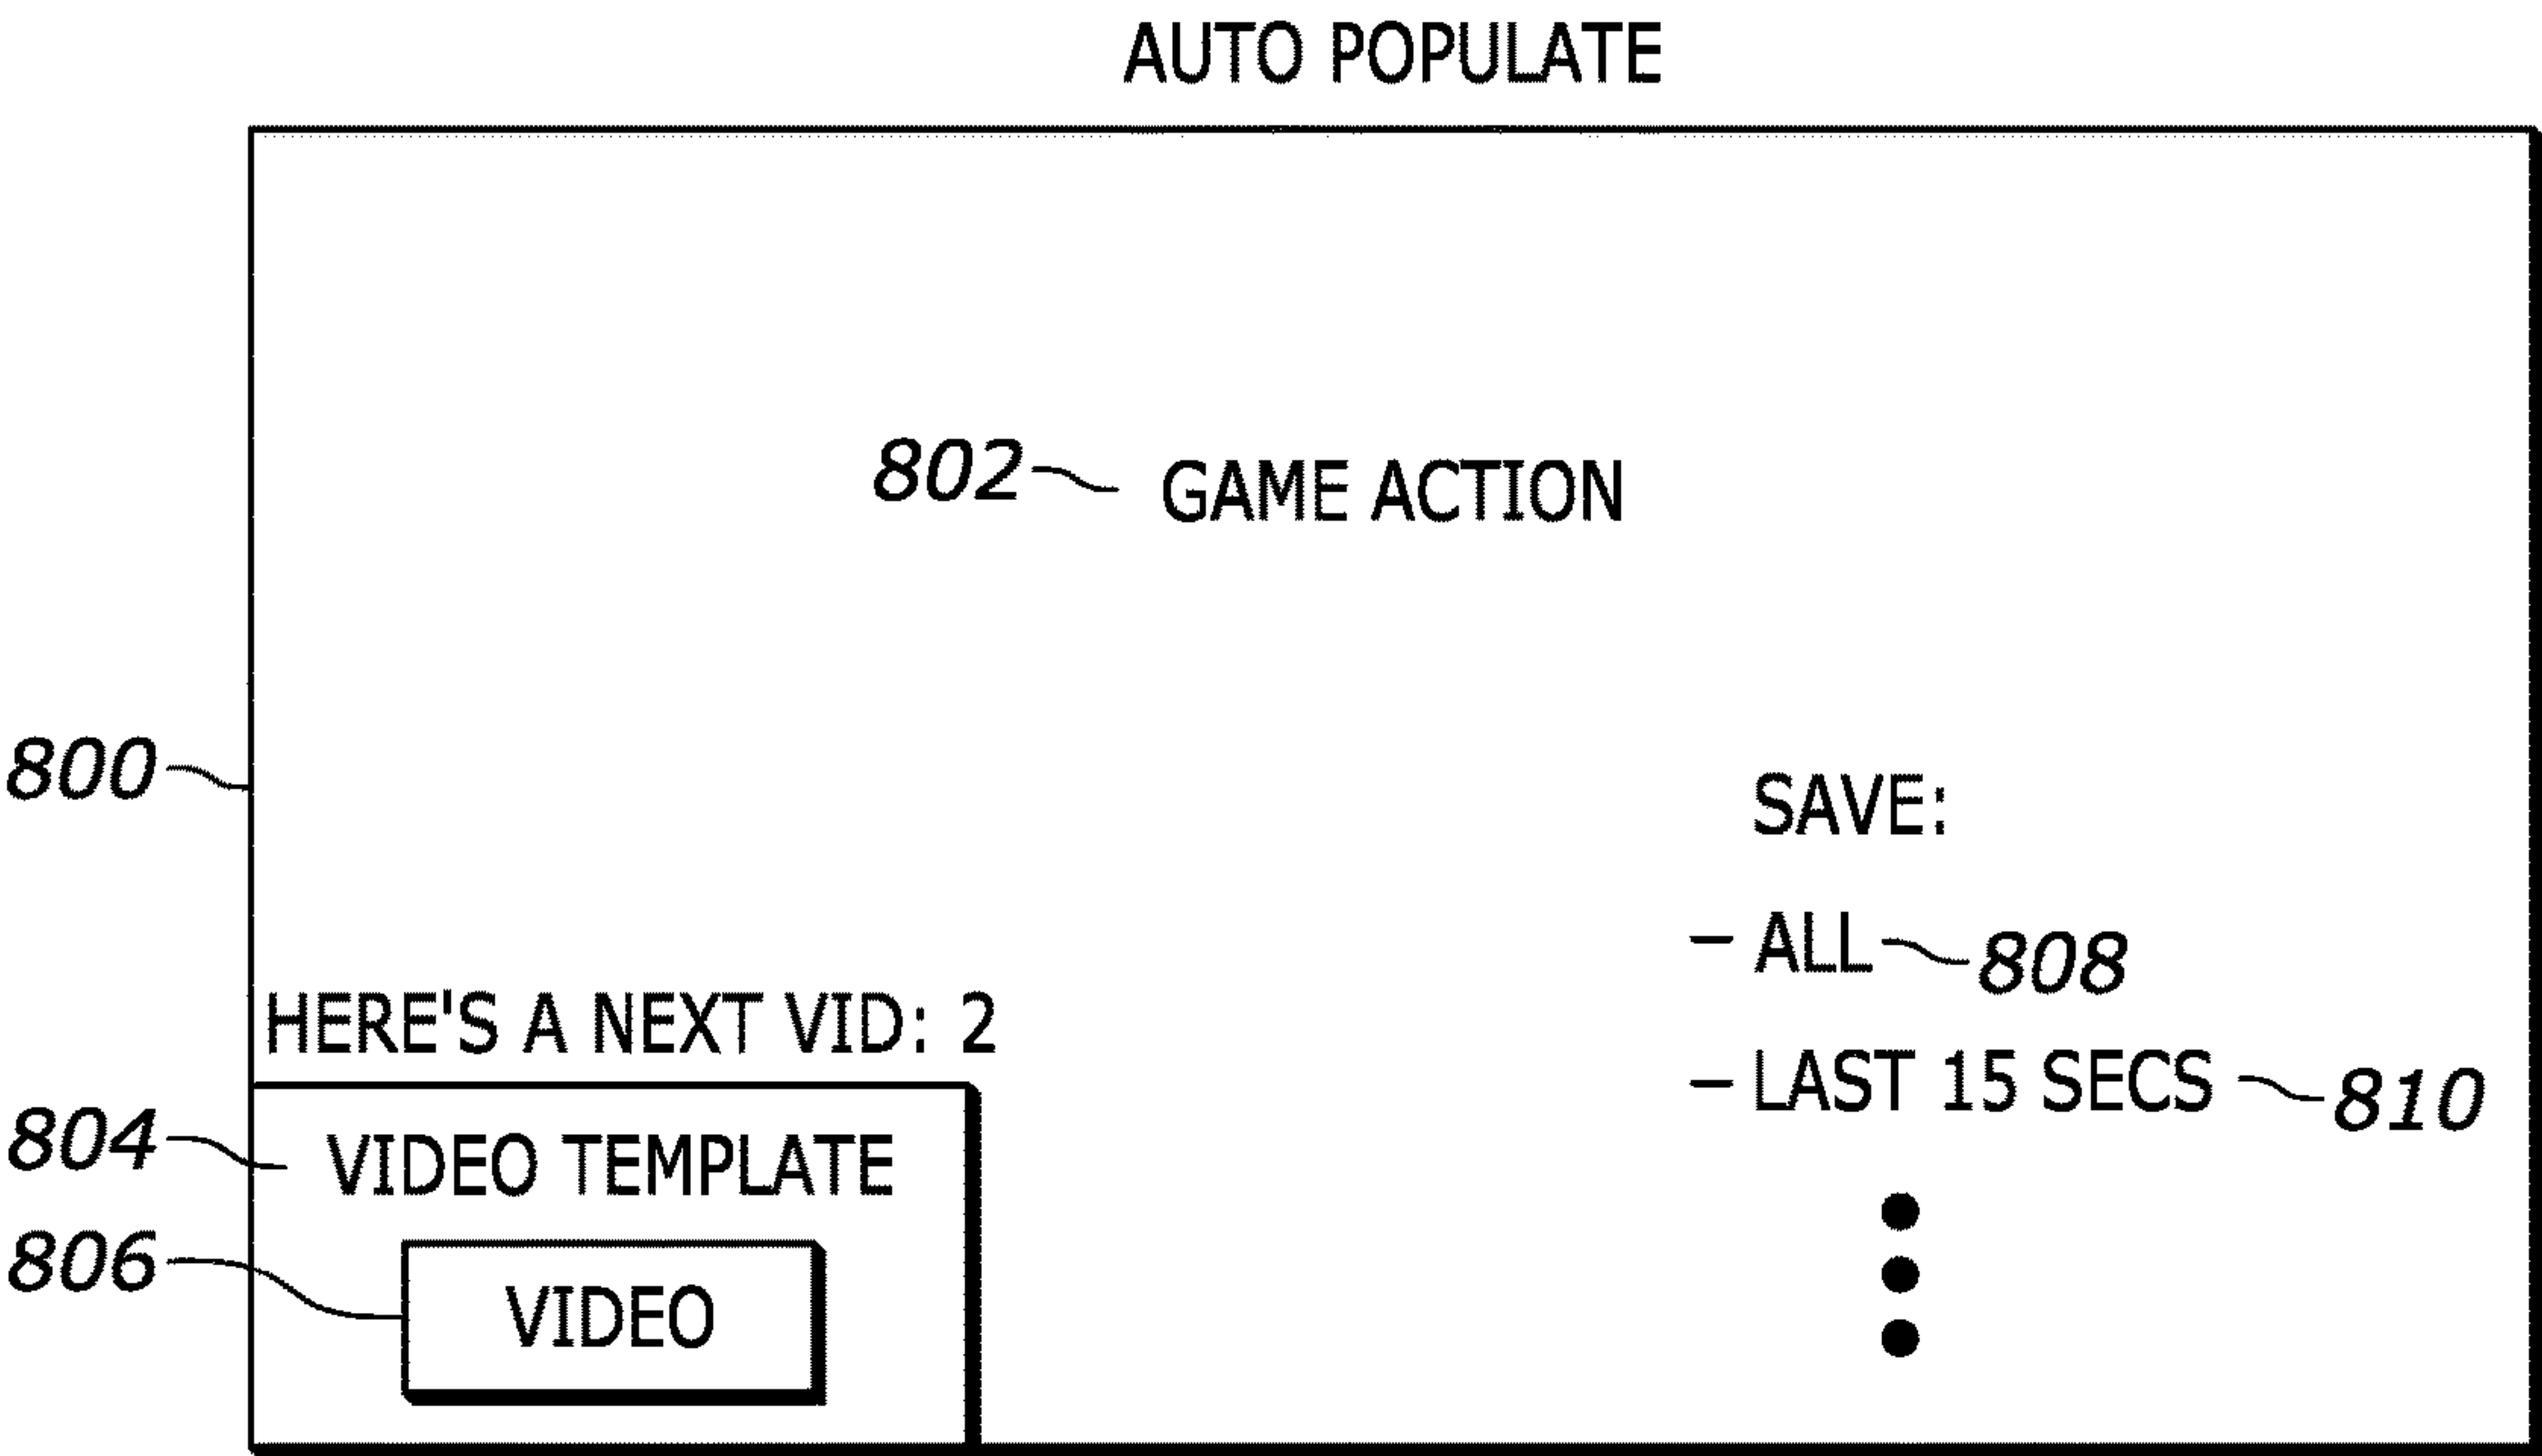 AUTO POPULATE
802 GAME ACTION
800
SAVE:
– ALL 808
HERE'S A NEXT VID: 2
– LAST 15 SECS 810
804 VIDEO TEMPLATE
806 VIDEO